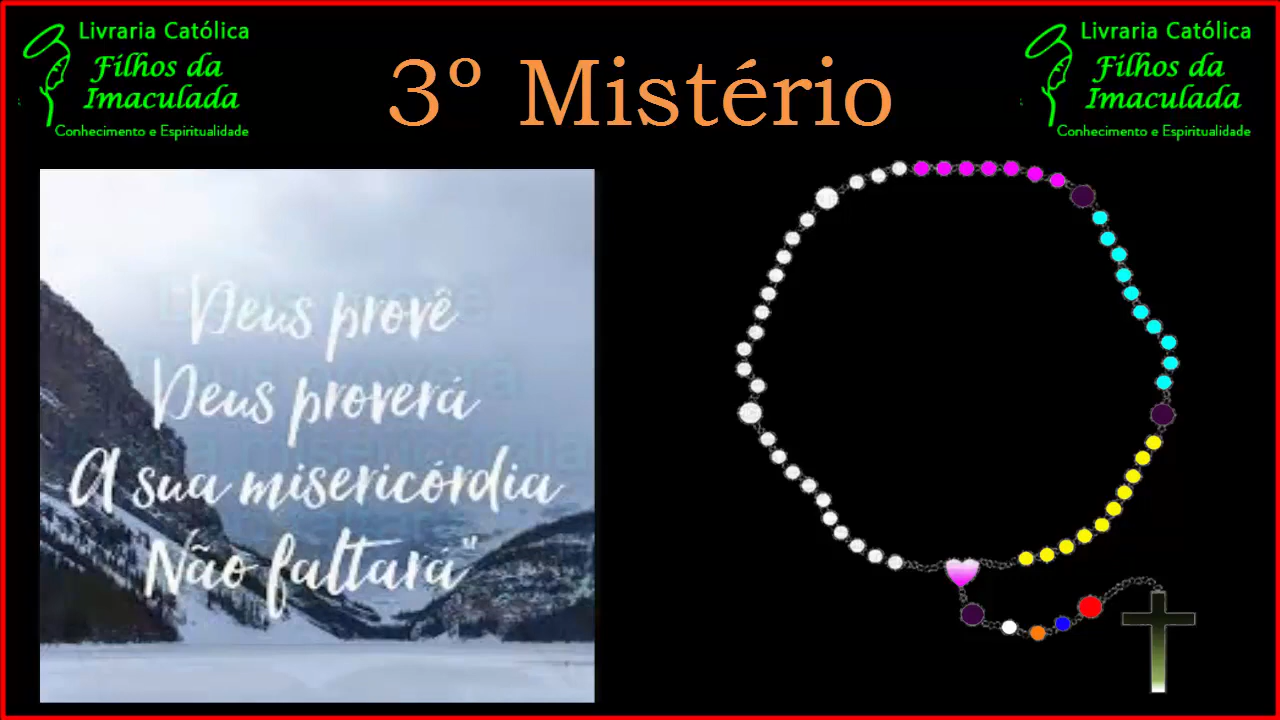 Livraria Católica
Filhos da
Imaculada
Conhecimento e Espiritualidade
3º Mistério
Livraria Católica
Filhos da
Imaculada
Conhecimento e Espiritualidade
Deus provê
Deus proverá
A sua misericórdia
Não faltará"